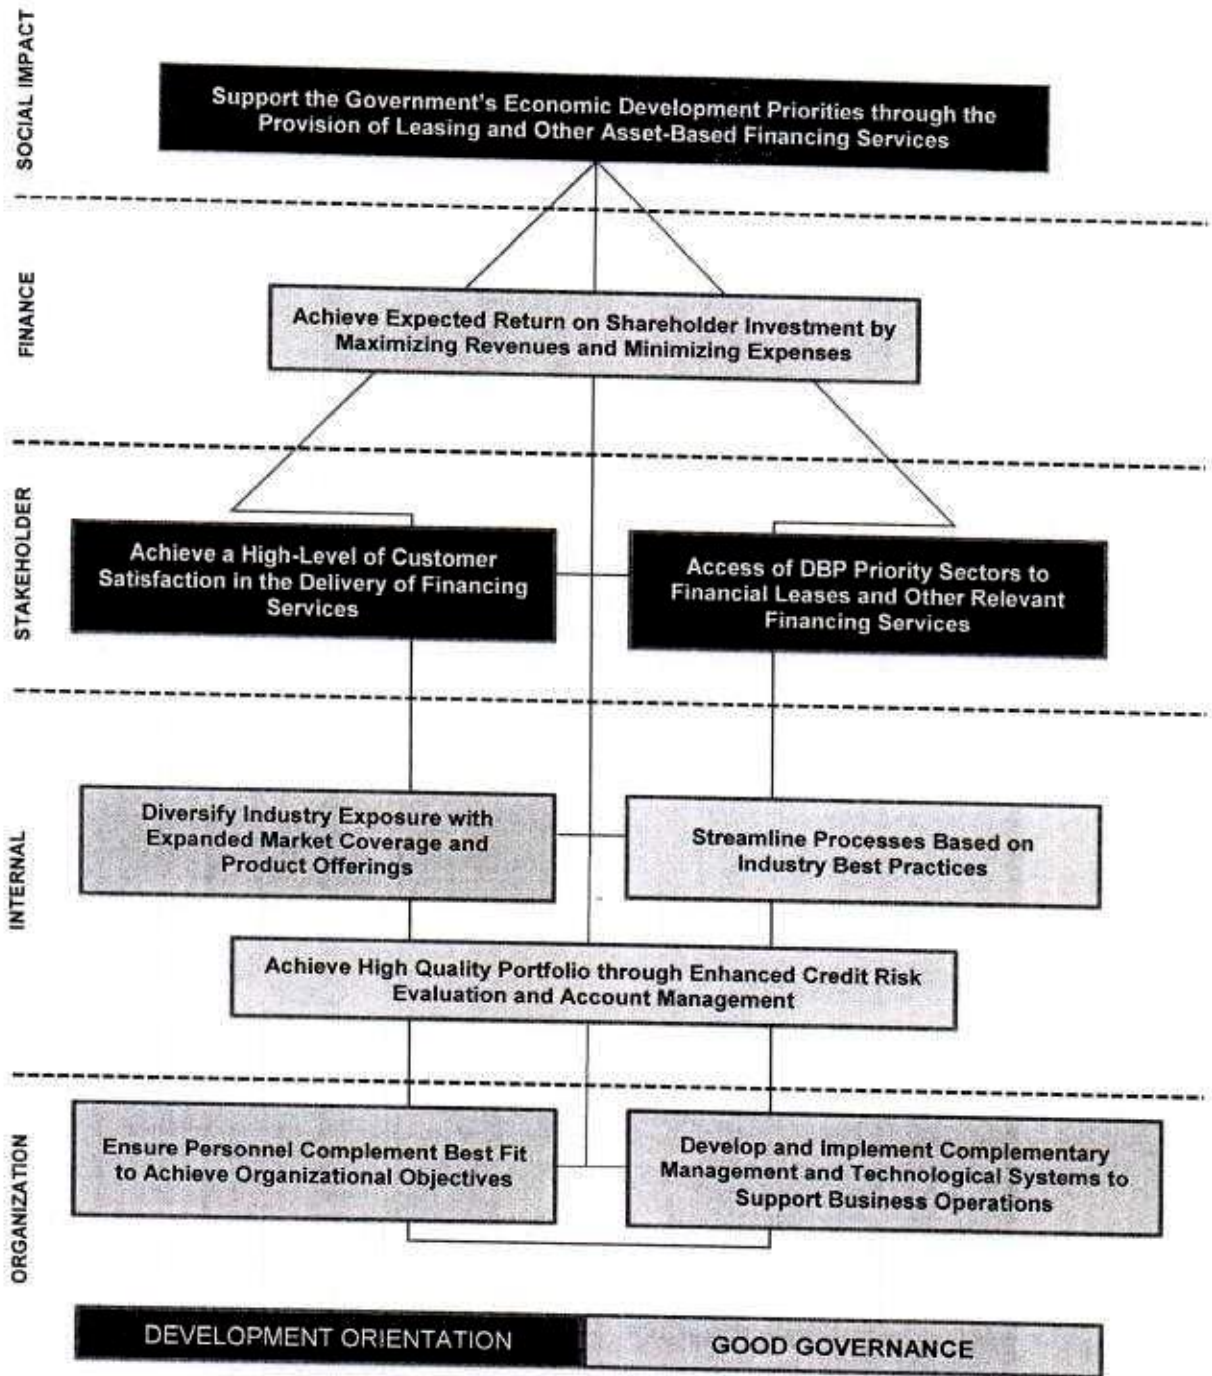 SOCIAL IMPACT
Support the Government's Economic Development Priorities through the
Provision of Leasing and Other Asset-Based Financing Services
FINANCE
Achieve Expected Return on Shareholder Investment by
Maximizing Revenues and Minimizing Expenses
STAKEHOLDER
Achieve a High-Level of Customer
Satisfaction in the Delivery of Financing
Services
Access of DBP Priority Sectors to
Financial Leases and Other Relevant
Financing Services
INTERNAL
Diversify Industry Exposure with
Expanded Market Coverage and
Product Offerings
Streamline Processes Based on
Industry Best Practices
Achieve High Quality Portfolio through Enhanced Credit Risk
Evaluation and Account Management
ORGANIZATION
Ensure Personnel Complement Best Fit
to Achieve Organizational Objectives
Develop and Implement Complementary
Management and Technological Systems to
Support Business Operations
DEVELOPMENT ORIENTATION
GOOD GOVERNANCE